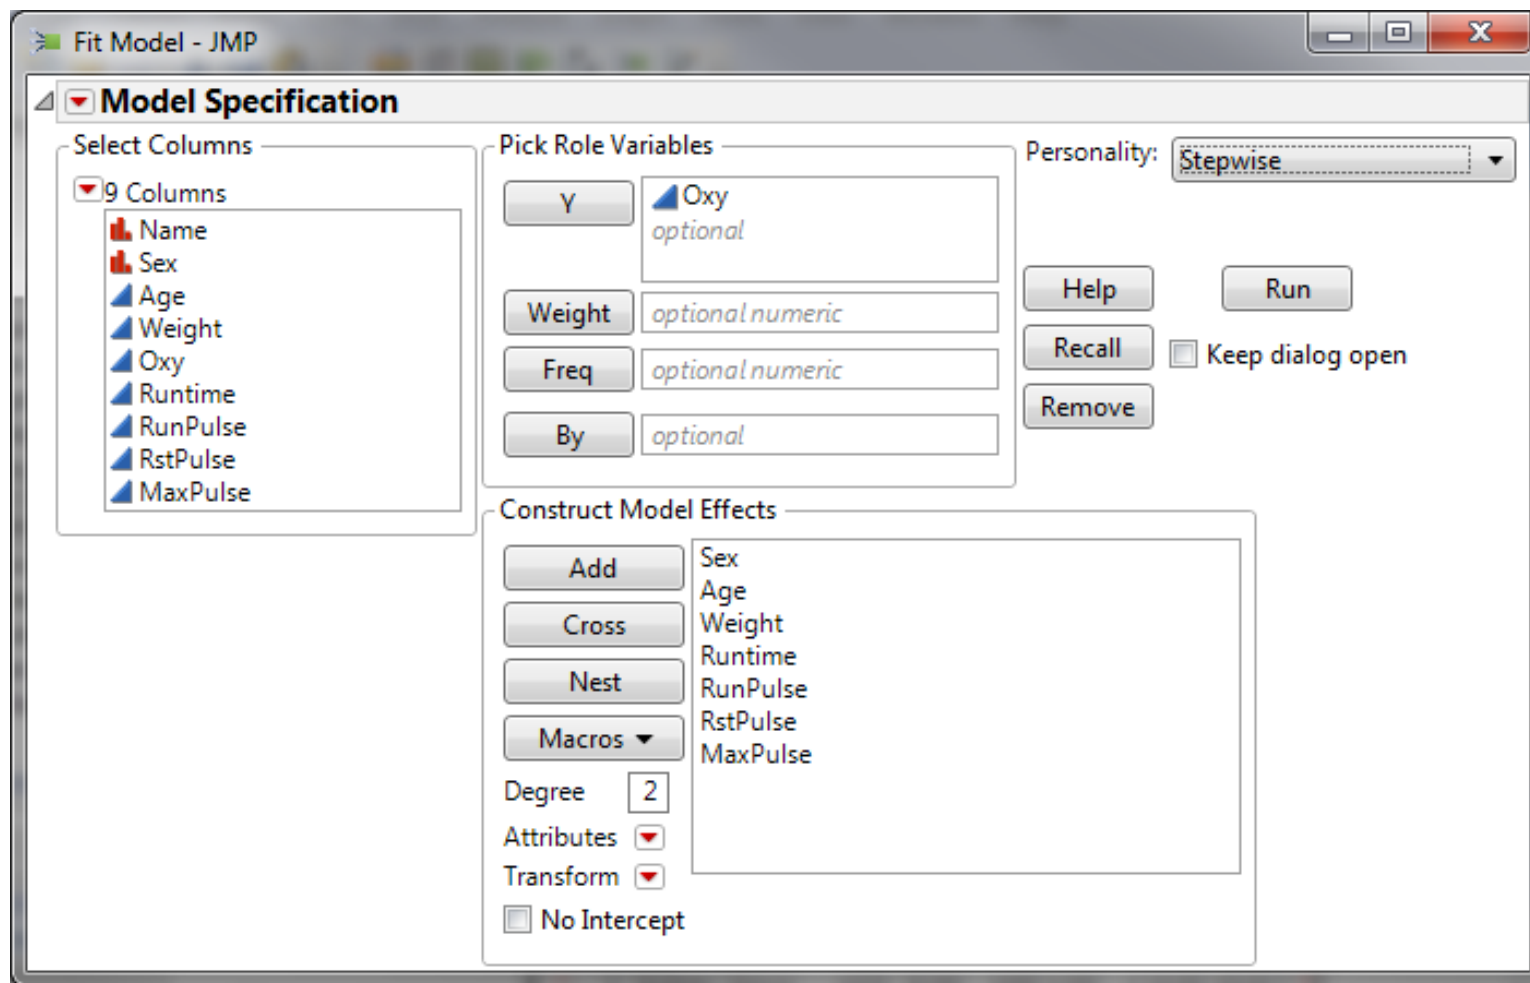 Fit Model - JMP
Model Specification
Select Columns
9 Columns
Name
Sex
Age
Weight
Oxy
Runtime
RunPulse
RstPulse
MaxPulse
Pick Role Variables
Y
Oxy
optional
Weight
optional numeric
Freq
optional numeric
By
optional
Personality:
Stepwise
Help
Run
Recall
Keep dialog open
Remove
Construct Model Effects
Add
Cross
Nest
Macros
Degree
2
Attributes
Transform
No Intercept
Sex
Age
Weight
Runtime
RunPulse
RstPulse
MaxPulse